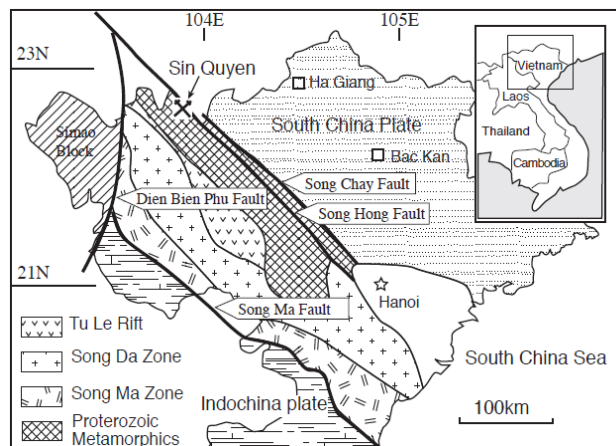 104E
105E
23N
Sin Quyen
Ha Giang
Vietnam
Laos
Thailand
Cambodia
Simao
Block
South China Plate
Bac Kan
Song Chay Fault
Dien Bien Phu Fault
Song Hong Fault
21N
Hanoi
Song Ma Fault
Tu Le Rift
Song Da Zone
South China Sea
Song Ma Zone
Indochina plate
100km
Proterozoic
Metamorphics